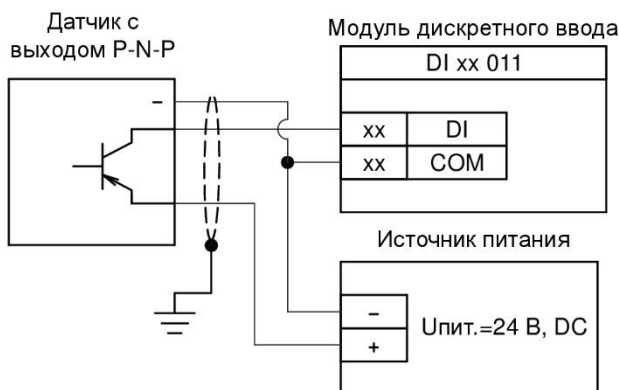 Датчик с
выходом P-N-P
Модуль дискретного ввода
DI xx 011
–
xx DI
xx COM
Источник питания
–
+
Uпит.=24 В, DC